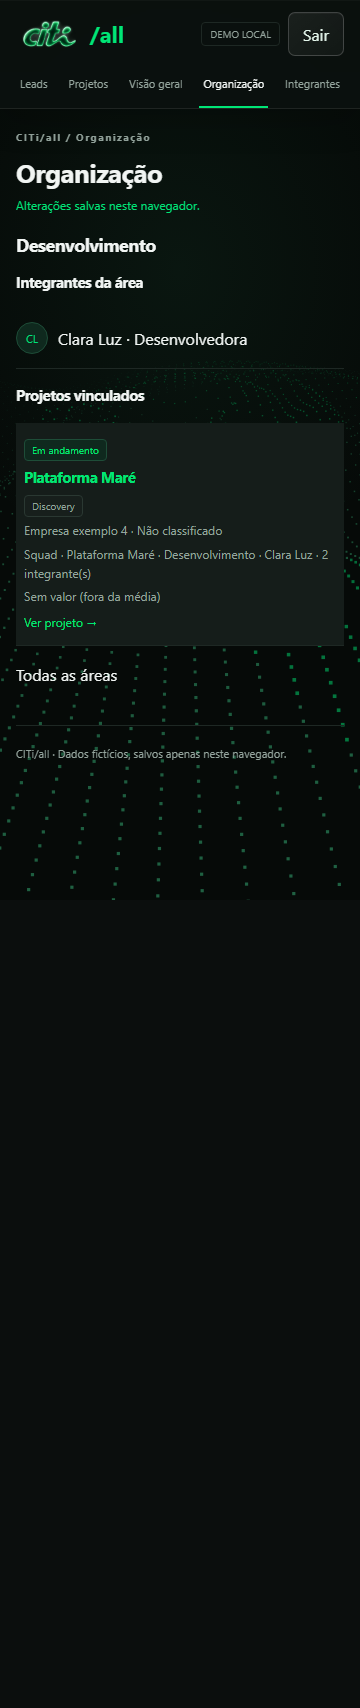 citi /all
DEMO LOCAL
Sair
Leads
Projetos
Visão geral
Organização
Integrantes
CITi/all / Organização
Organização
Alterações salvas neste navegador.
Desenvolvimento
Integrantes da área
CL
Clara Luz · Desenvolvedora
Projetos vinculados
Em andamento
Plataforma Maré
Discovery
Empresa exemplo 4 · Não classificado
Squad · Plataforma Maré · Desenvolvimento · Clara Luz · 2
integrante(s)
Sem valor (fora da média)
Ver projeto →
Todas as áreas
CITi/all · Dados fictícios, salvos apenas neste navegador.